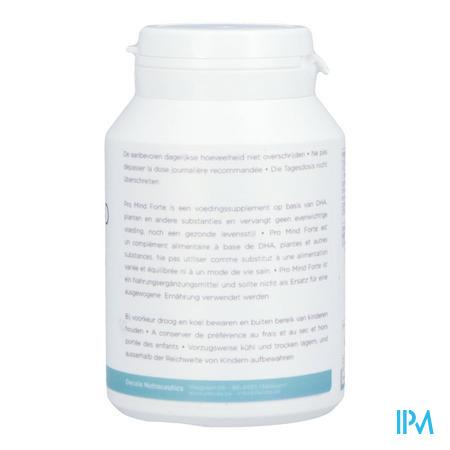 De aanbevolen dagelijkse hoeveelheid niet overschrijden • Ne pas
dépasser la dose journalière recommandée • Die Tagesdosis nicht
überschreiten.
Pro Mind Forte is een voedingssupplement op basis van DHA,
planten en andere substanties en vervangt geen evenwichtige
voeding, noch een gezonde levensstijl • Pro Mind Forte est
un complément alimentaire à base de DHA, plantes et autres
substances. Ne pas utiliser comme substitut à une alimentation
variée et équilibrée ni à un mode de vie sain. • Pro Mind Forte ist
ein Nahrungsergänzungsmittel und sollte nicht als Ersatz für eine
ausgewogene Ernährung verwendet werden
Bij voorkeur droog en koel bewaren en buiten bereik van kinderen
houden • A conserver de préférence au frais et au sec et hors
portée des enfants • Vorzugsweise kühl und trocken lagern, und
ausserhalb der Reichweite von Kindern aufbewahren
Decola Nutraceutics
IPM